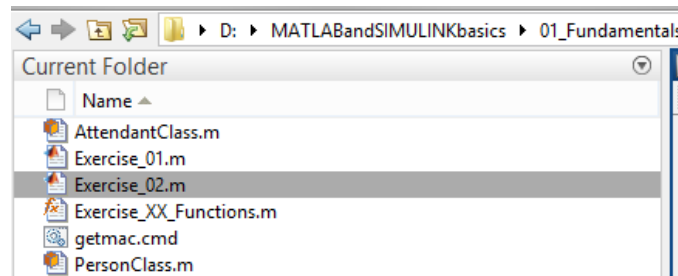 D: MATLABandSIMULINKbasics 01_Fundamentals
Current Folder
Name
AttendantClass.m
Exercise_01.m
Exercise_02.m
Exercise_XX_Functions.m
getmac.cmd
PersonClass.m